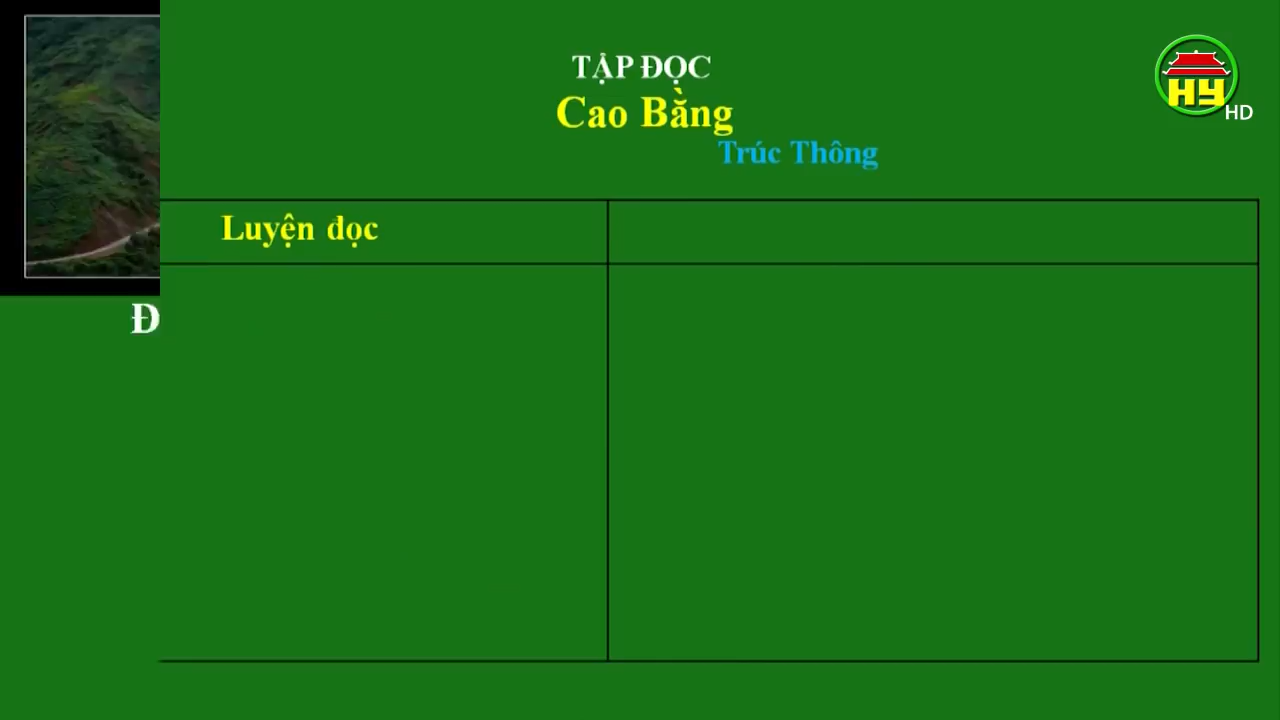 TẬP ĐỌC
Cao Bằng
Trúc Thông
HY
HD
Luyện đọc
Đ